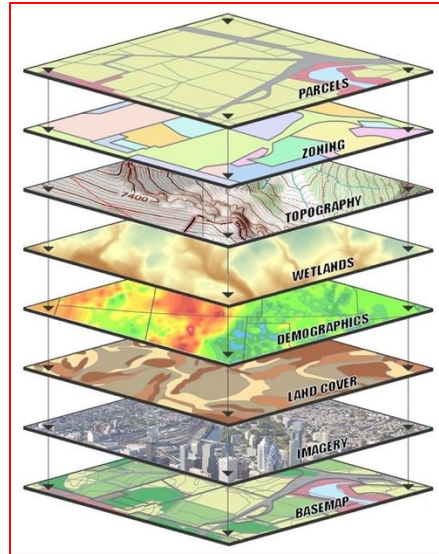 PARCELS
ZONING
7400
TOPOGRAPHY
WETLANDS
DEMOGRAPHICS
LAND COVER
IMAGERY
BASEMAP